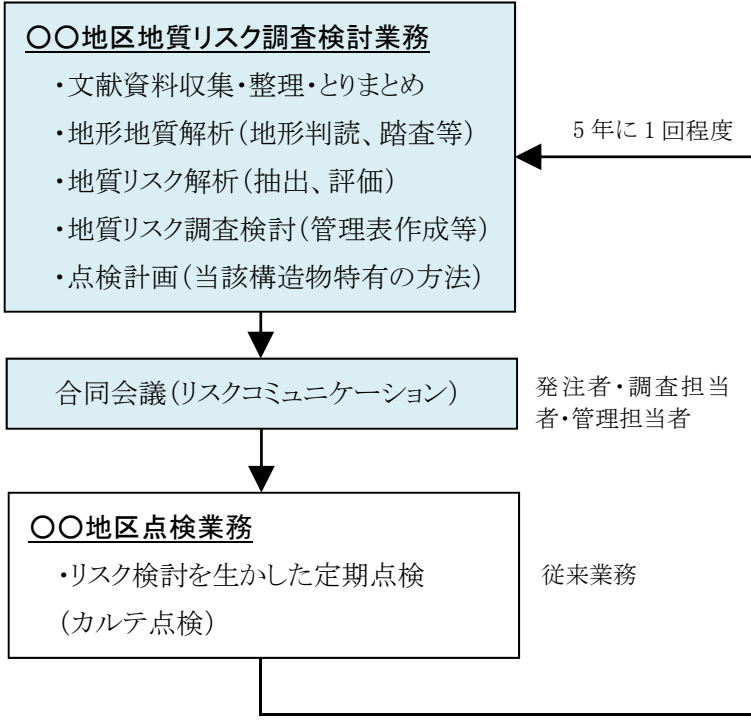 〇〇地区地質リスク調査検討業務
・文献資料収集・整理・とりまとめ
・地形地質解析(地形判読、踏査等)
・地質リスク解析(抽出、評価)
・地質リスク調査検討(管理表作成等)
・点検計画(当該構造物特有の方法)
5年に1回程度
合同会議(リスクコミュニケーション)
発注者・調査担当
者・管理担当者
〇〇地区点検業務
・リスク検討を生かした定期点検
(カルテ点検)
従来業務